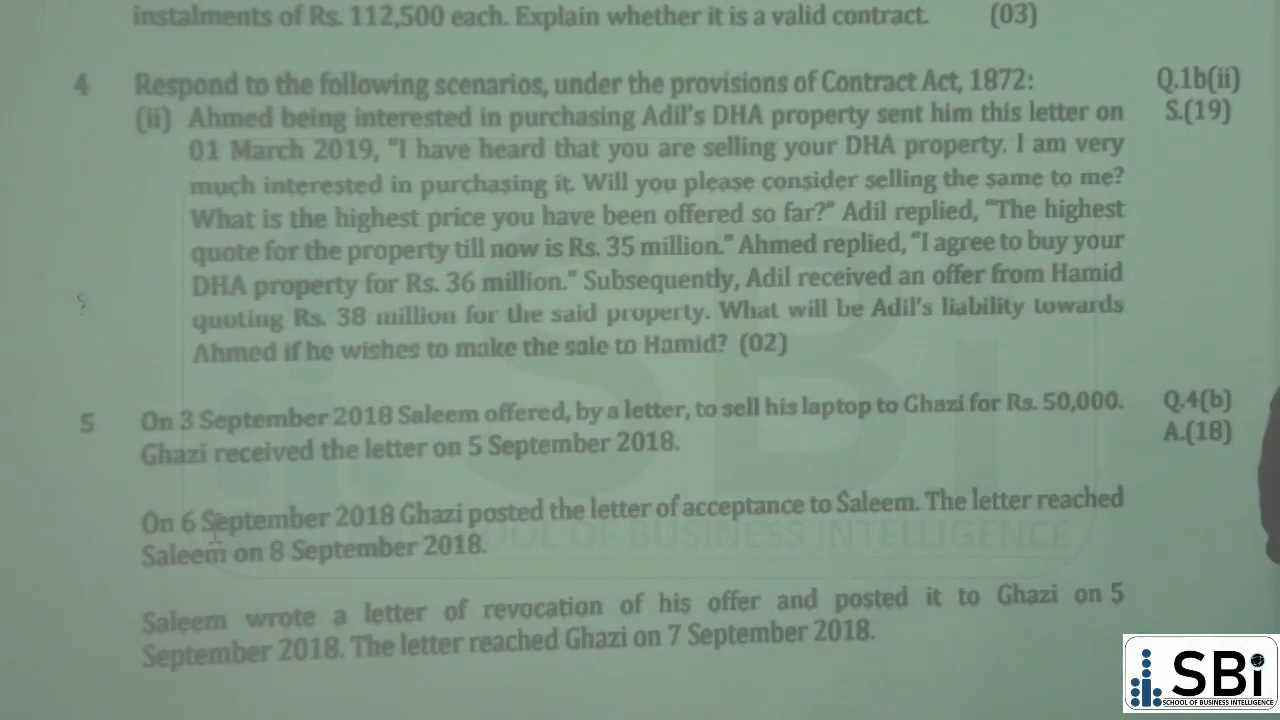 instalments of Rs. 112,500 each. Explain whether it is a valid contract. (03)
4 Respond to the following scenarios, under the provisions of Contract Act, 1872: Q.1b(ii)
(ii) Ahmed being interested in purchasing Adil's DHA property sent him this letter on S.(19)
01 March 2019, "I have heard that you are selling your DHA property. I am very
much interested in purchasing it. Will you please consider selling the same to me?
What is the highest price you have been offered so far?" Adil replied, "The highest
quote for the property till now is Rs. 35 million." Ahmed replied, "I agree to buy your
DHA property for Rs. 36 million." Subsequently, Adil received an offer from Hamid
quoting Rs. 38 million for the said property. What will be Adil's liability towards
Ahmed if he wishes to make the sale to Hamid? (02)
5 On 3 September 2018 Saleem offered, by a letter, to sell his laptop to Ghazi for Rs. 50,000. Q.4(b)
Ghazi received the letter on 5 September 2018. A.(18)
On 6 September 2018 Ghazi posted the letter of acceptance to Saleem. The letter reached
Saleem on 8 September 2018.
OOL OF BUSINESS INTELLIGENCE
Saleem wrote a letter of revocation of his offer and posted it to Ghazi on 5
September 2018. The letter reached Ghazi on 7 September 2018.
SBi
SCHOOL OF BUSINESS INTELLIGENCE